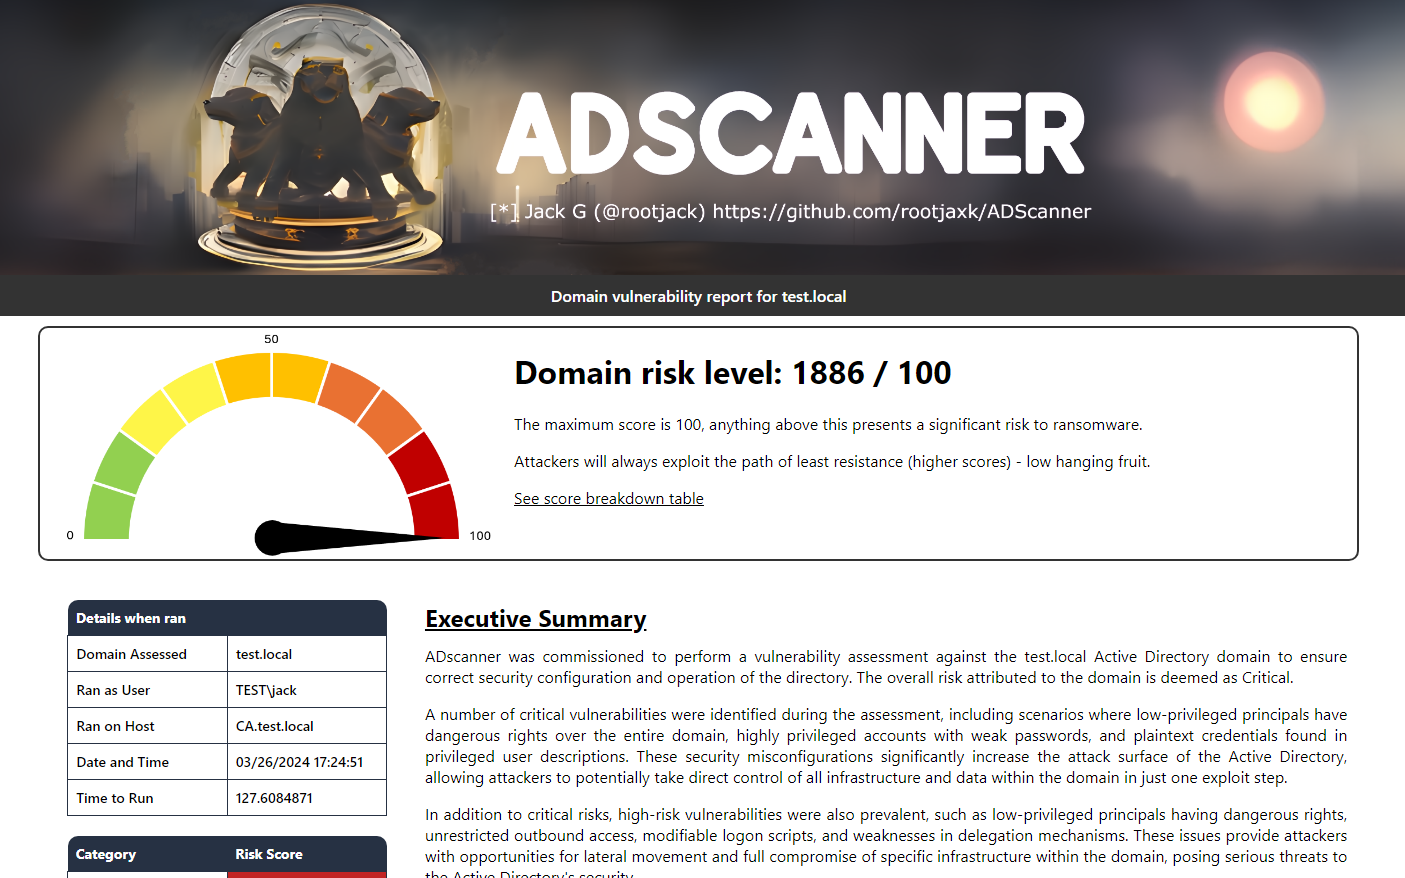 ADSCANNER
[*] Jack G (@rootjack) https://github.com/rootjaxk/ADScanner
Domain vulnerability report for test.local
50
0
100
Domain risk level: 1886 / 100
The maximum score is 100, anything above this presents a significant risk to ransomware.
Attackers will always exploit the path of least resistance (higher scores) - low hanging fruit.
See score breakdown table
Details when ran
Domain Assessed test.local
Ran as User TEST\jack
Ran on Host CA.test.local
Date and Time 03/26/2024 17:24:51
Time to Run 127.6084871
Category Risk Score
Executive Summary
ADscanner was commissioned to perform a vulnerability assessment against the test.local Active Directory domain to ensure
correct security configuration and operation of the directory. The overall risk attributed to the domain is deemed as Critical.
A number of critical vulnerabilities were identified during the assessment, including scenarios where low-privileged principals have
dangerous rights over the entire domain, highly privileged accounts with weak passwords, and plaintext credentials found in
privileged user descriptions. These security misconfigurations significantly increase the attack surface of the Active Directory,
allowing attackers to potentially take direct control of all infrastructure and data within the domain in just one exploit step.
In addition to critical risks, high-risk vulnerabilities were also prevalent, such as low-privileged principals having dangerous rights,
unrestricted outbound access, modifiable logon scripts, and weaknesses in delegation mechanisms. These issues provide attackers
with opportunities for lateral movement and full compromise of specific infrastructure within the domain, posing serious threats to
the Active Directory's security.